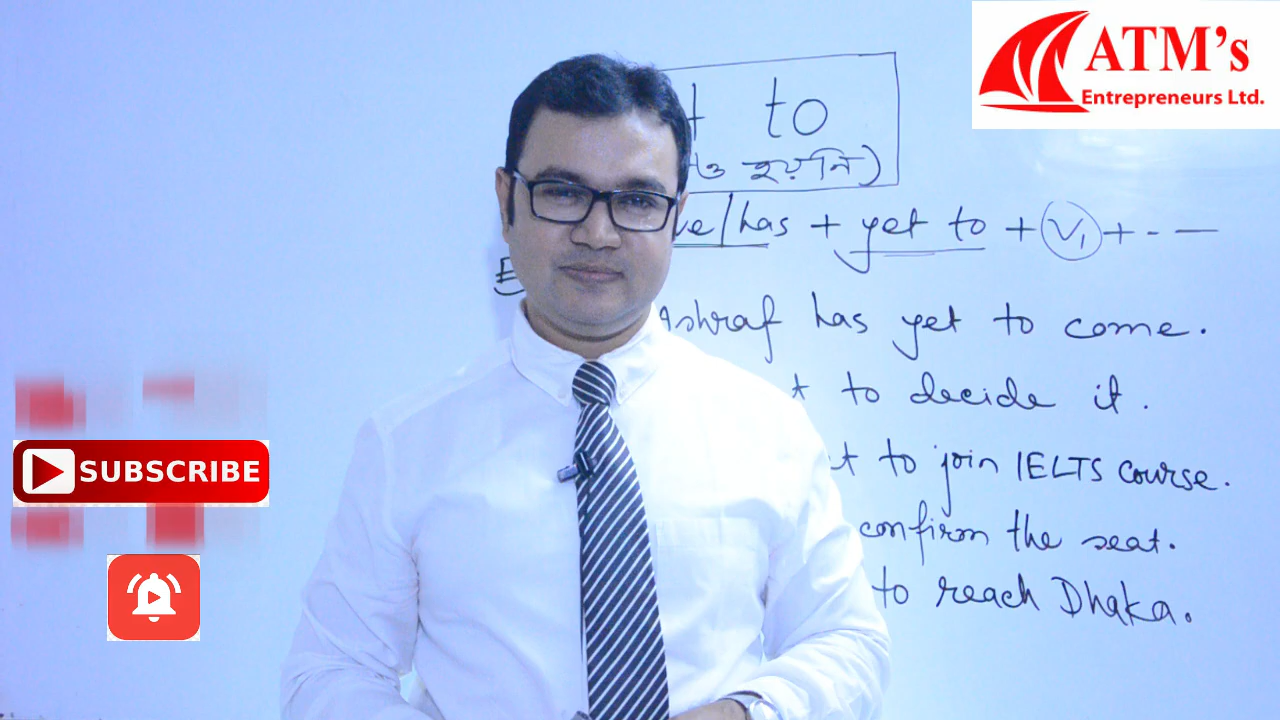 ATM's
Entrepreneurs Ltd.
to
হয়নি)
/has + yet to + V1 + - —
Ashraf has yet to come.
to decide it.
to join IELTS course.
confirm the seat.
to reach Dhaka.
SUBSCRIBE